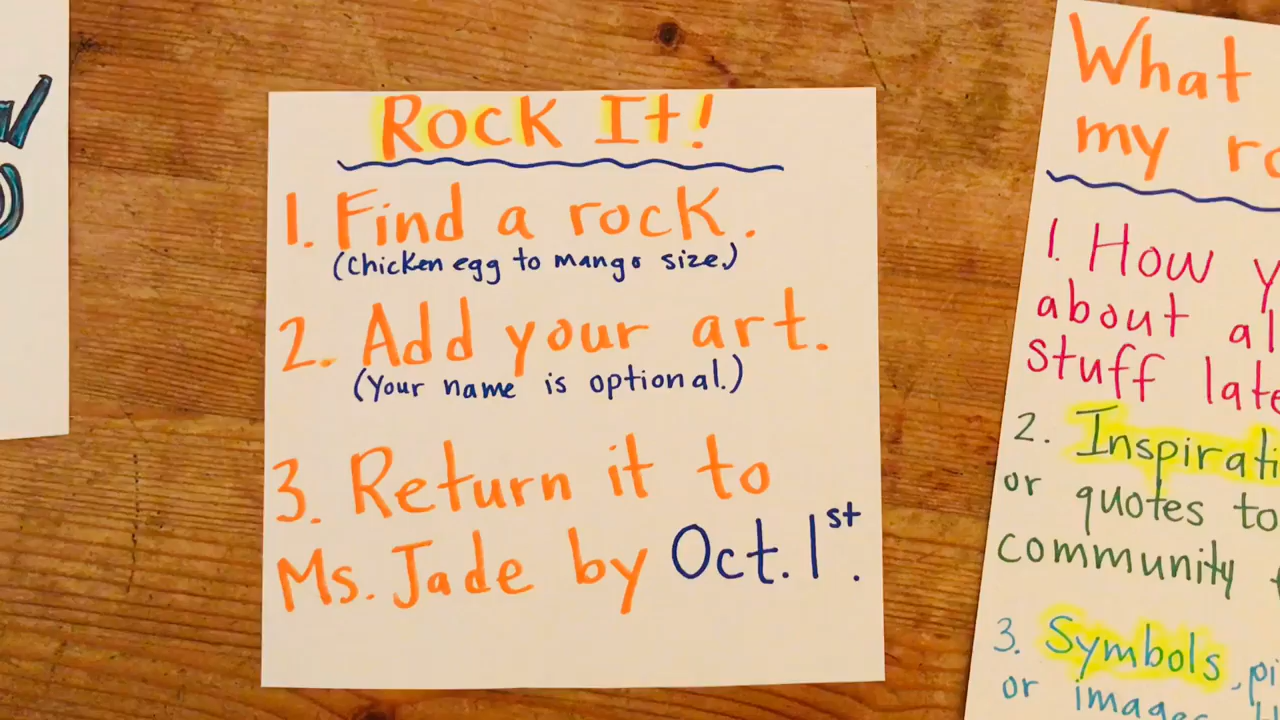 Rock It!
1. Find a rock.
(Chicken egg to mango size.)
2. Add your art.
(Your name is optional.)
3. Return it to
Ms. Jade by Oct. 1st.
What
my
1. How
about
stuff
2.
or quotes to
community
3. Symbols,
or